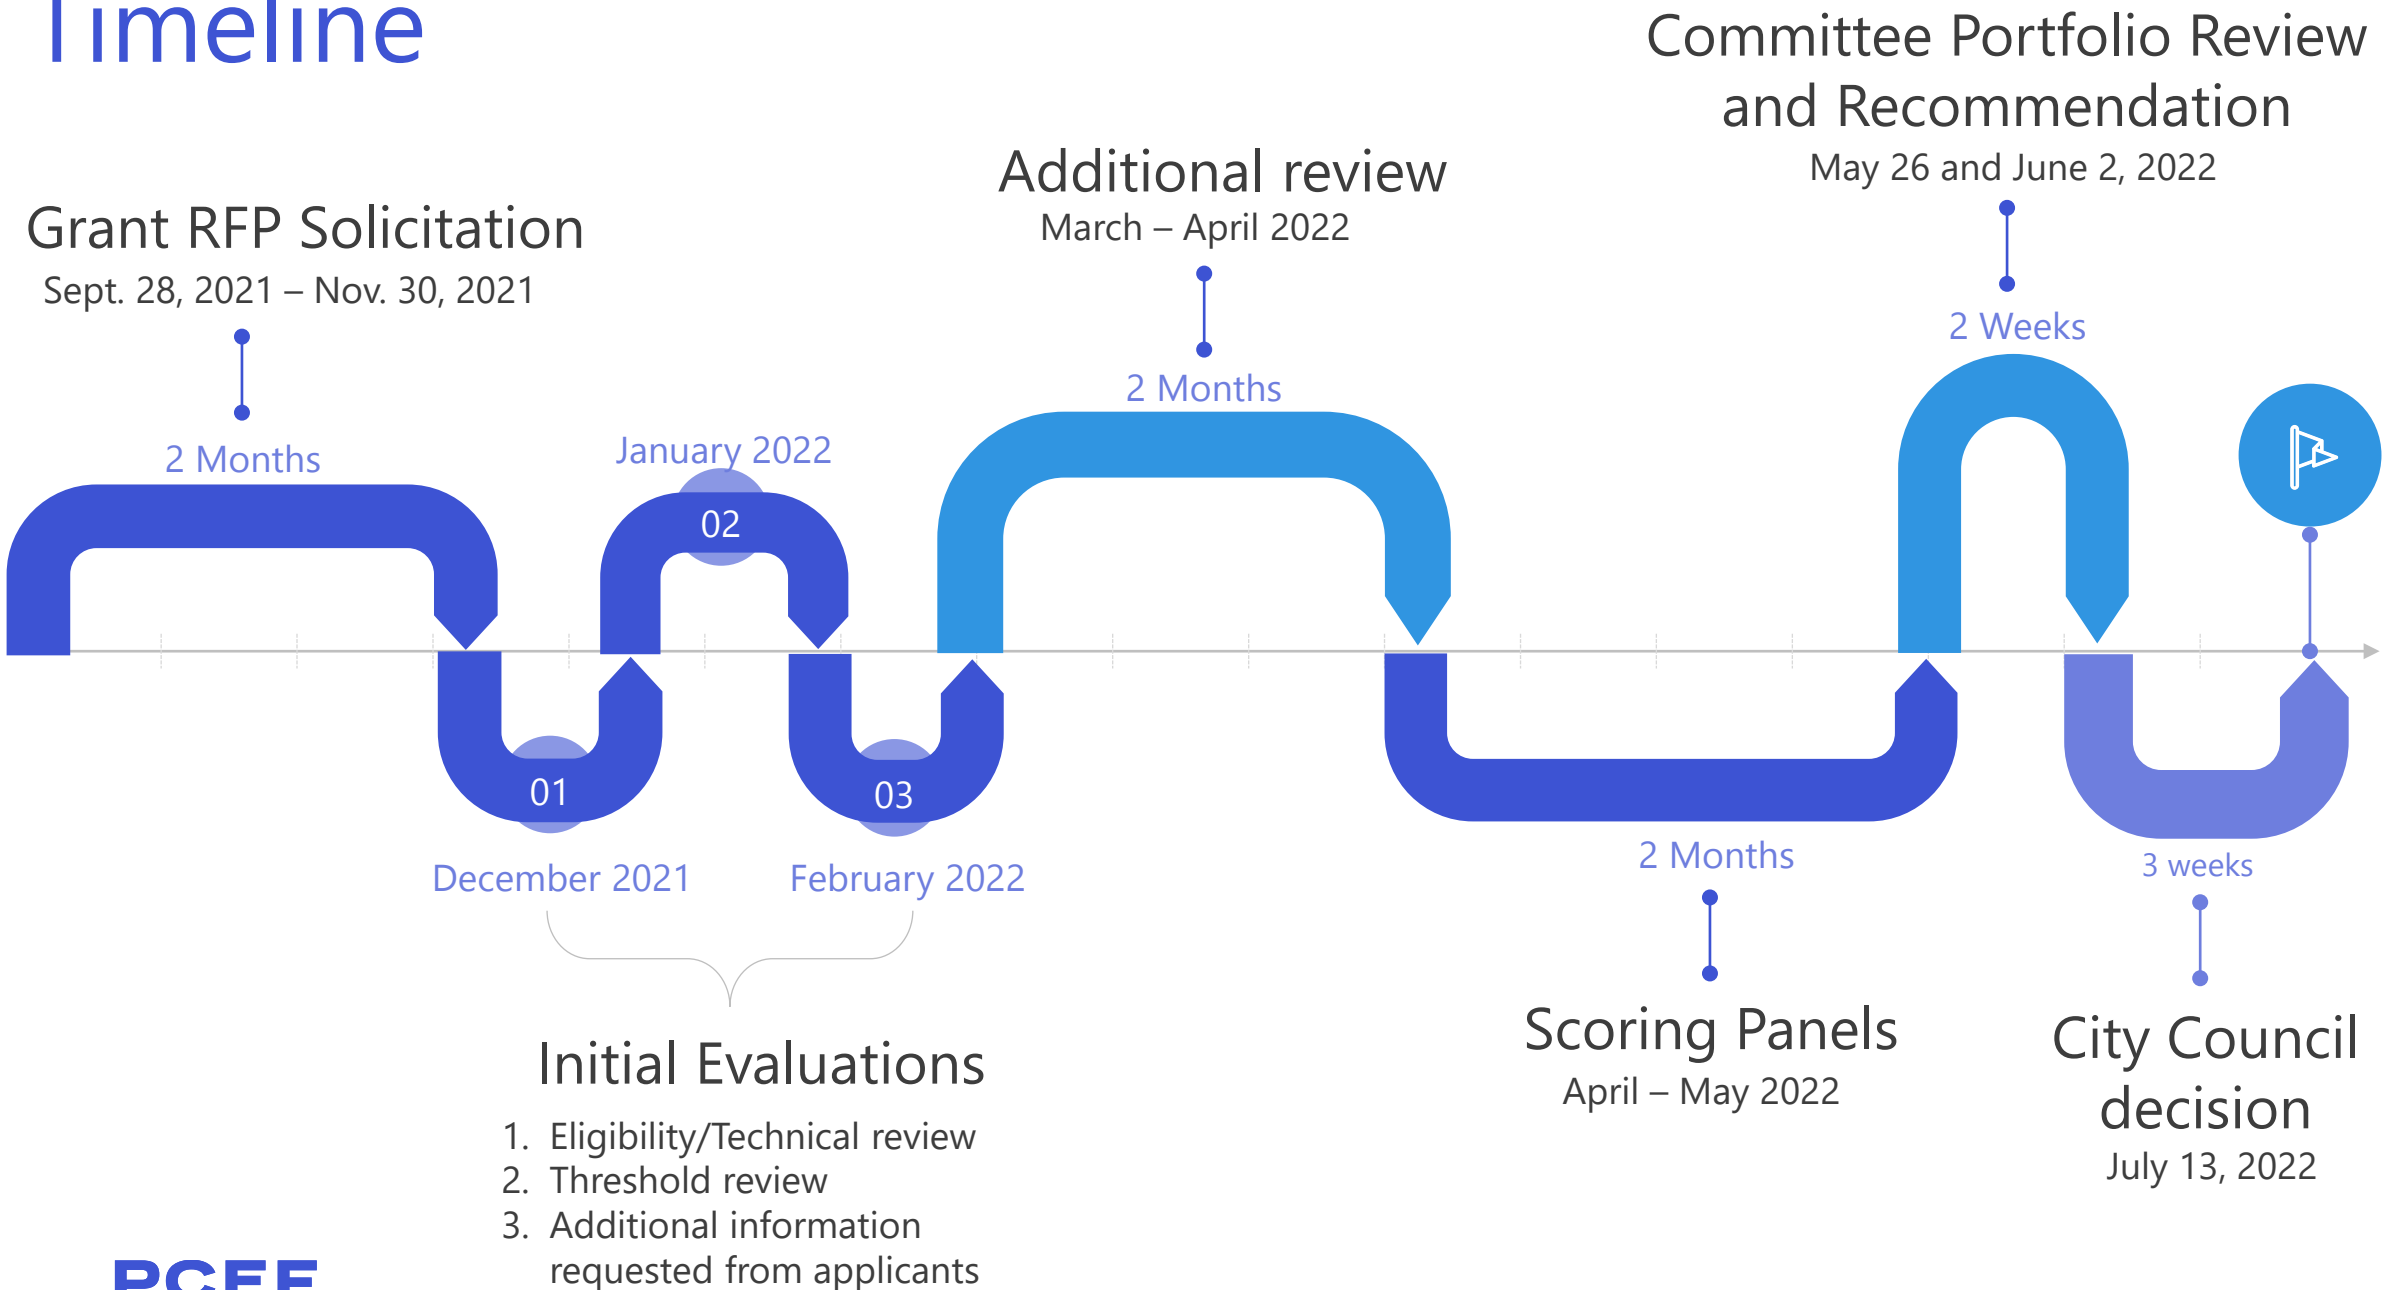 Timeline
Grant RFP Solicitation
Sept. 28, 2021 – Nov. 30, 2021
2 Months
December 2021
01
January 2022
02
February 2022
03
Initial Evaluations
1. Eligibility/Technical review
2. Threshold review
3. Additional information
requested from applicants
Additional review
March – April 2022
2 Months
2 Months
Scoring Panels
April – May 2022
Committee Portfolio Review
and Recommendation
May 26 and June 2, 2022
2 Weeks
3 weeks
City Council
decision
July 13, 2022
PCEF